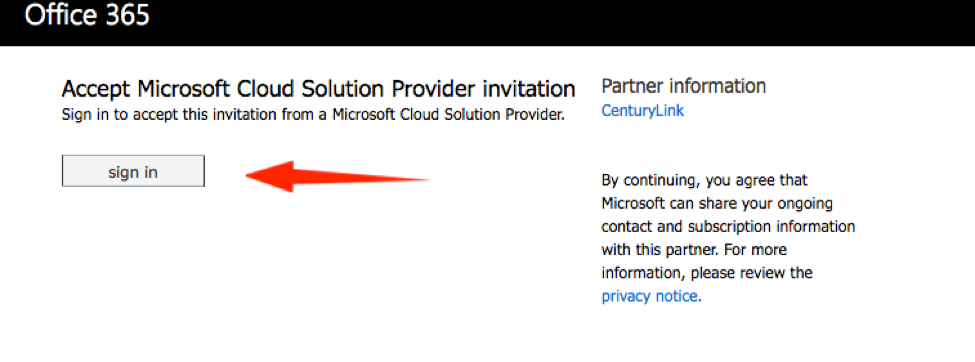 Office 365
Accept Microsoft Cloud Solution Provider invitation
Sign in to accept this invitation from a Microsoft Cloud Solution Provider.
sign in
Partner information
CenturyLink
By continuing, you agree that
Microsoft can share your ongoing
contact and subscription information
with this partner. For more
information, please review the
privacy notice.